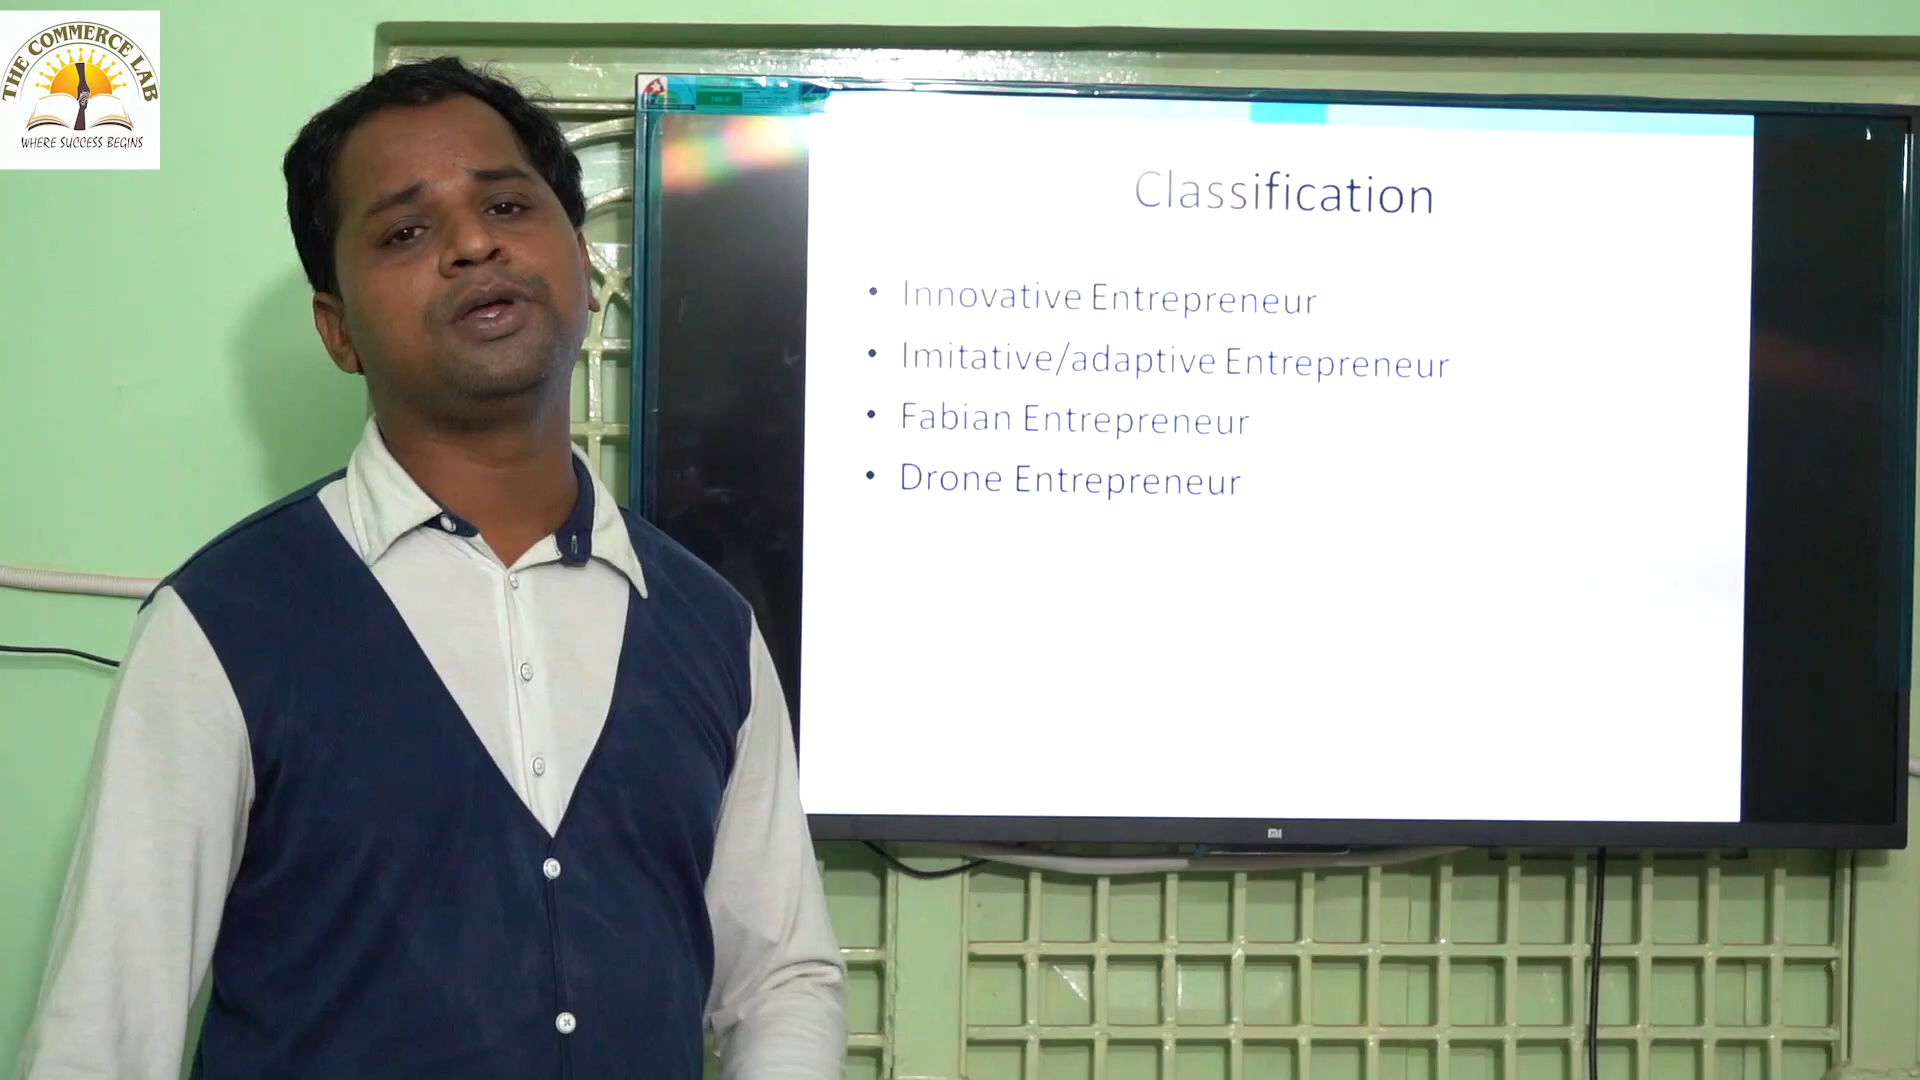 THE COMMERCE LAB
WHERE SUCCESS BEGINS
Classification
• Innovative Entrepreneur
• Imitative/adaptive Entrepreneur
• Fabian Entrepreneur
• Drone Entrepreneur
mi